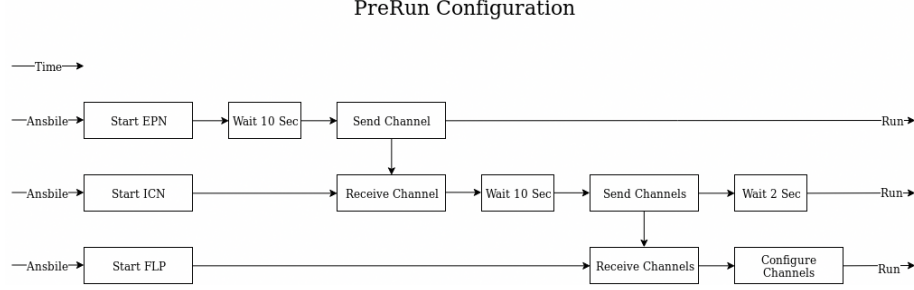 PreRun Configuration
Time
Ansbile Start EPN Wait 10 Sec Send Channel Run
Ansbile Start ICN Receive Channel Wait 10 Sec Send Channels Wait 2 Sec Run
Ansbile Start FLP Receive Channels Configure Channels Run